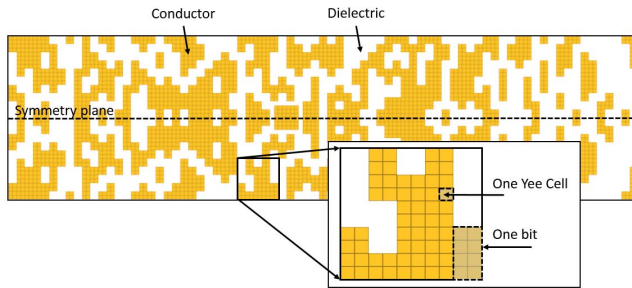 Conductor
Dielectric
Symmetry plane
One Yee Cell
One bit